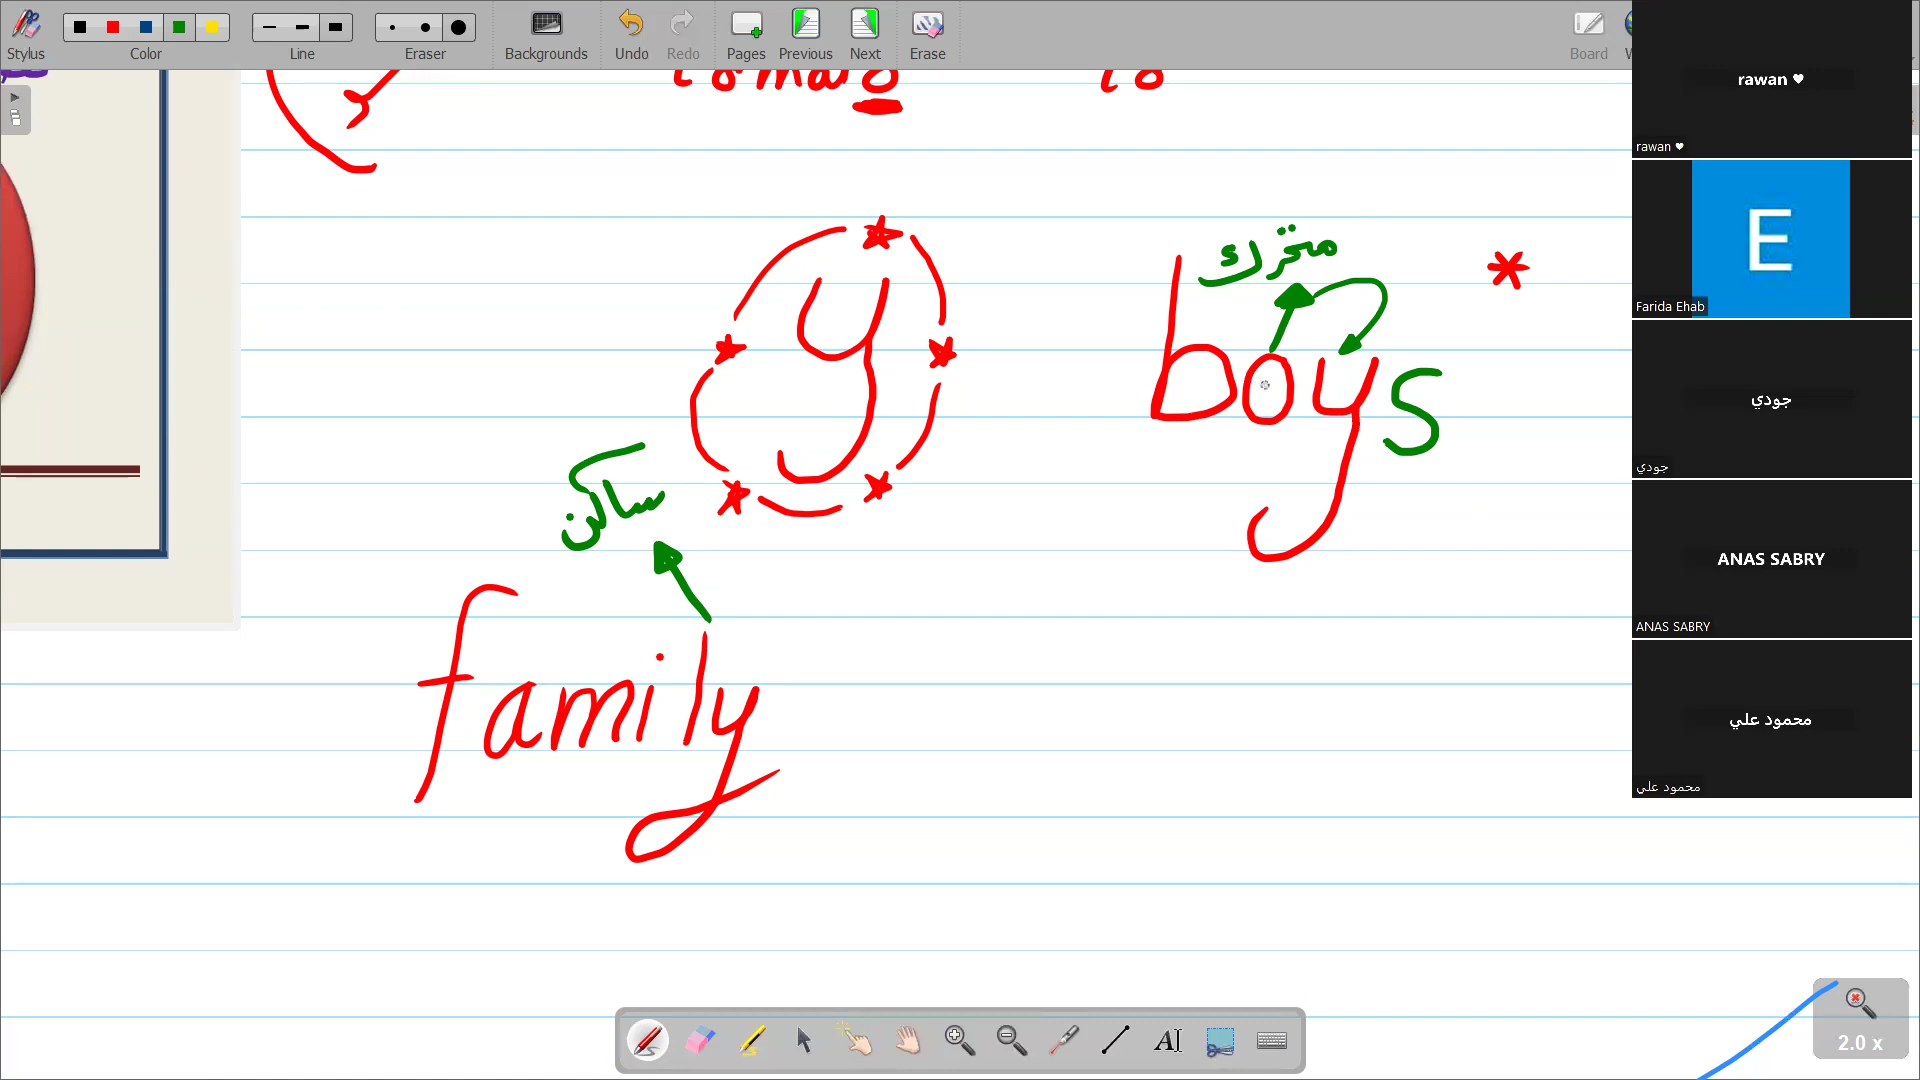 Stylus
Color
Line
Eraser
Backgrounds
Undo
Redo
Pages
Previous
Next
Erase
Board
rawan ♥
rawan ♥
E
Farida Ehab
جودي
جودي
ANAS SABRY
ANAS SABRY
محمود علي
محمود علي
y
متحرك
boys
*
ساكن
family
2.0 x